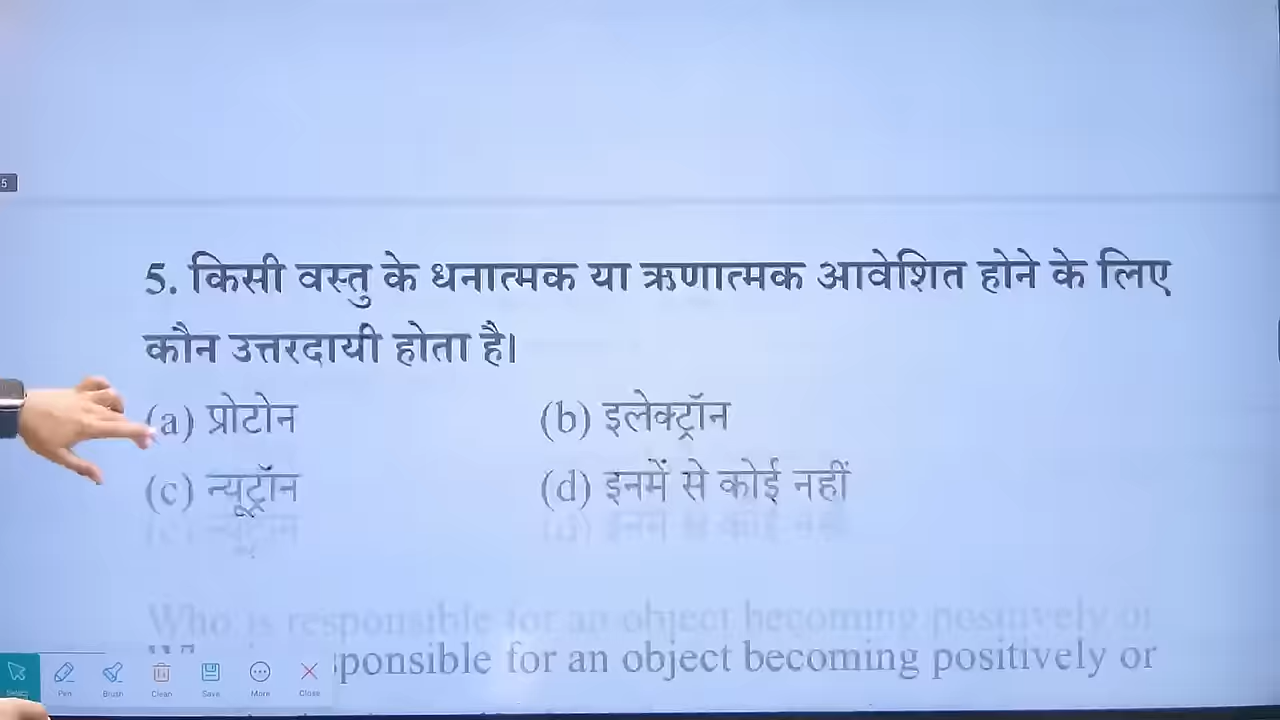 5
5. किसी वस्तु के धनात्मक या ऋणात्मक आवेशित होने के लिए
कौन उत्तरदायी होता है।
(a) प्रोटोन (b) इलेक्ट्रॉन
(c) न्यूट्रॉन (d) इनमें से कोई नहीं
Who is responsible for an object becoming positively or
sponsible for an object becoming positively or
Select Pen Brush Clean Save More Close